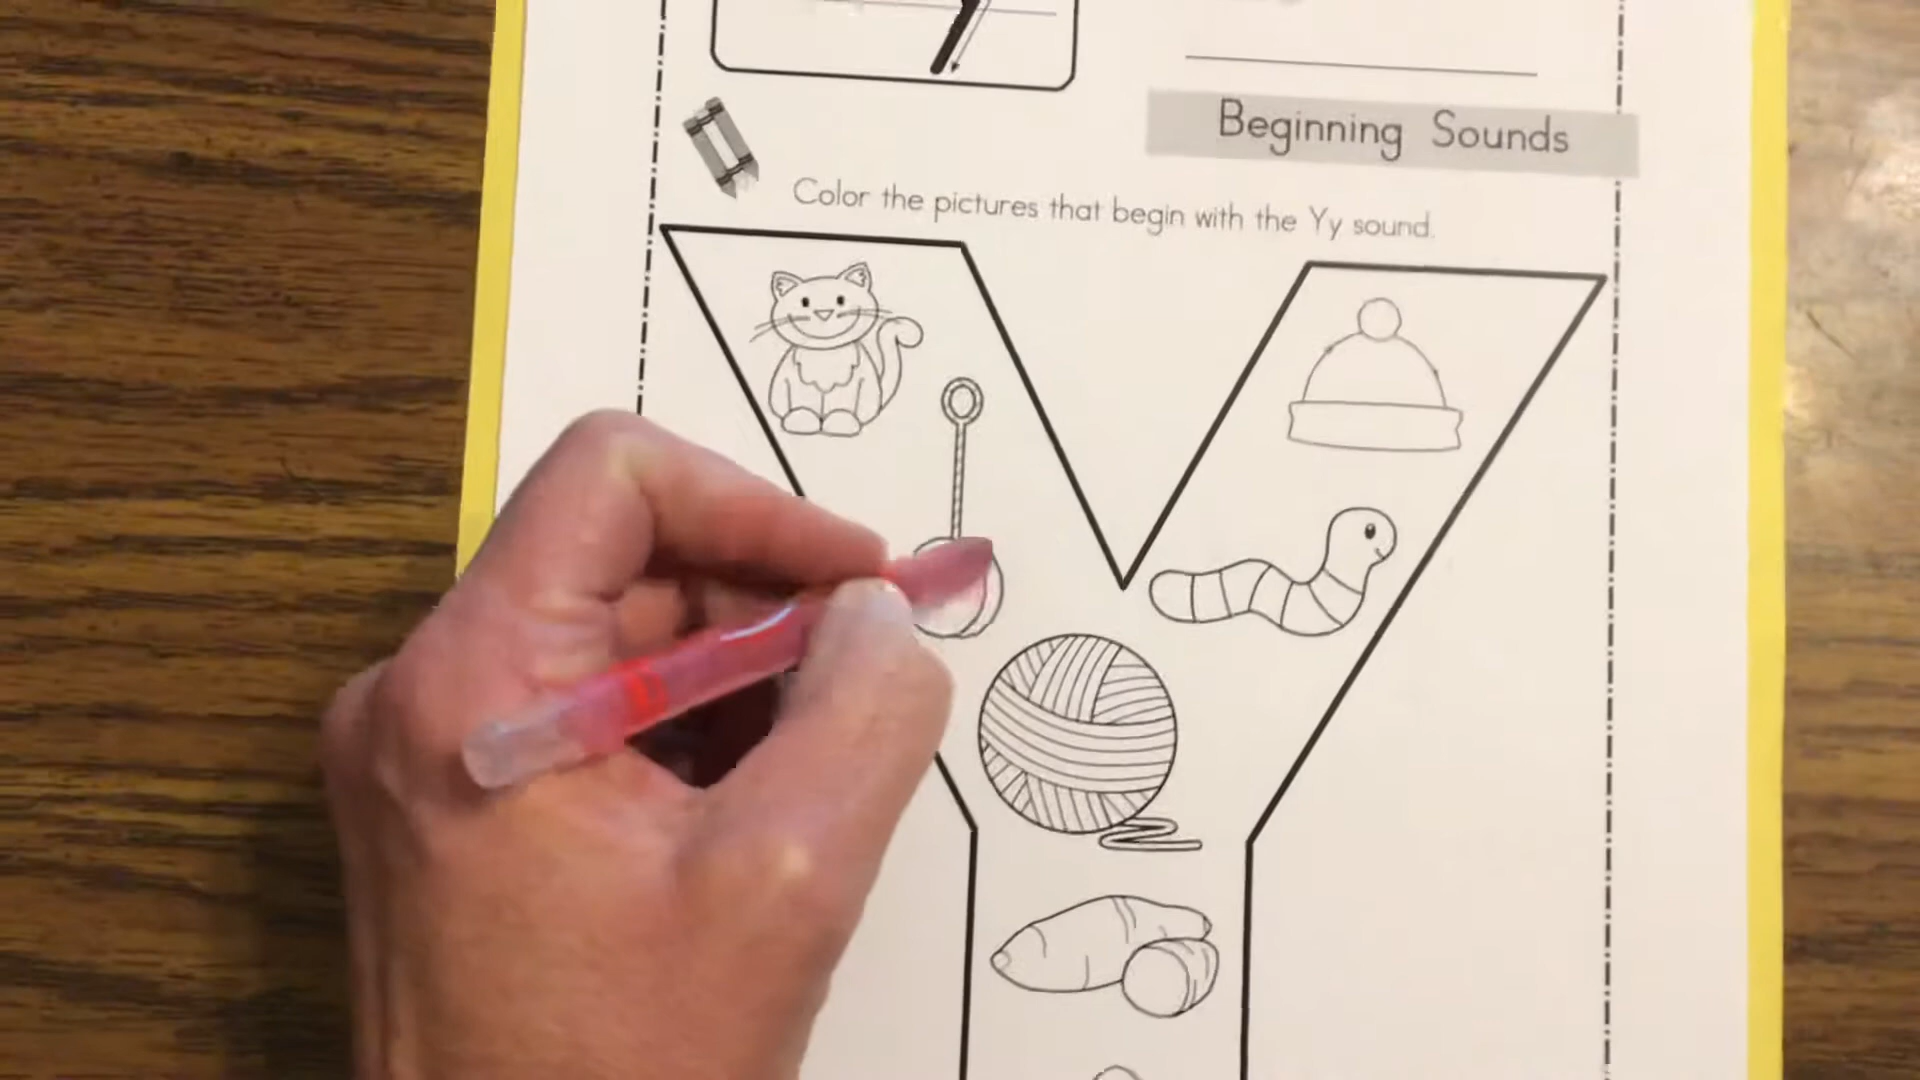 y
Beginning Sounds
Color the pictures that begin with the Yy sound.